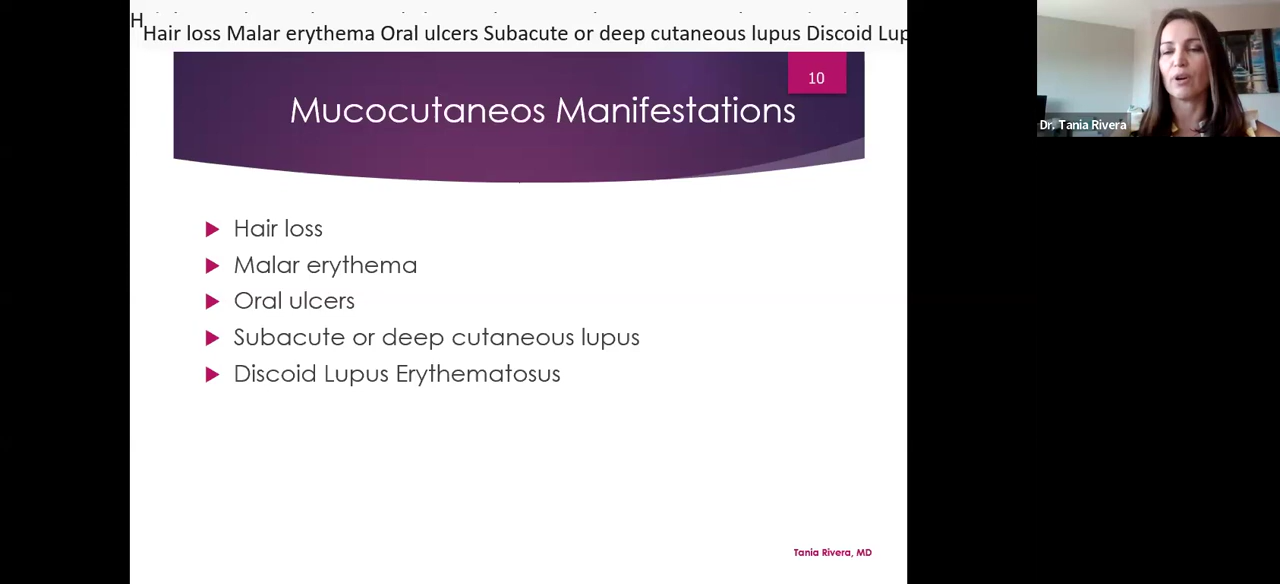 H
Hair loss Malar erythema Oral ulcers Subacute or deep cutaneous lupus Discoid Lup
10
Mucocutaneos Manifestations
Dr. Tania Rivera
Hair loss
Malar erythema
Oral ulcers
Subacute or deep cutaneous lupus
Discoid Lupus Erythematosus
Tania Rivera, MD